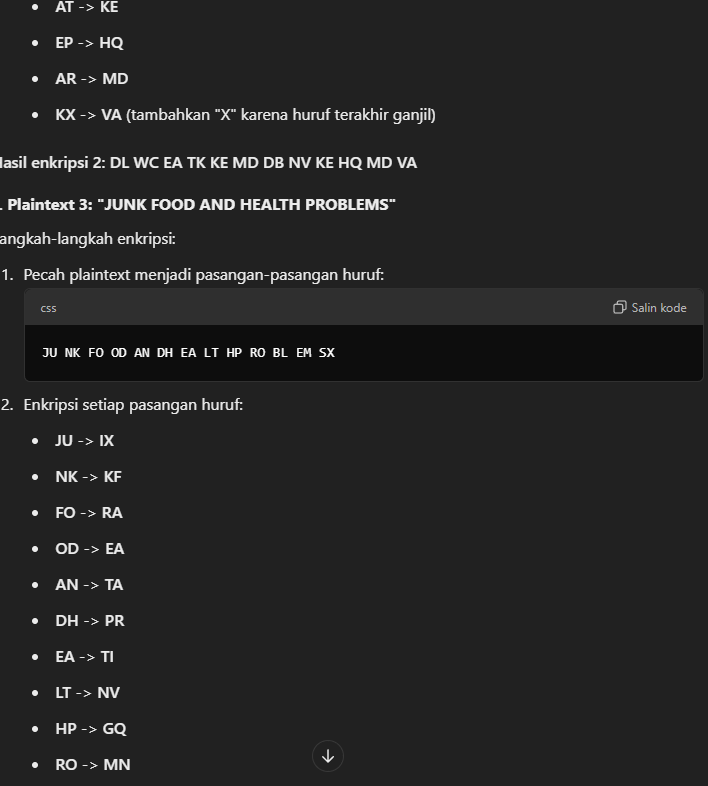 AT -> KE
EP -> HQ
AR -> MD
KX -> VA (tambahkan "X" karena huruf terakhir ganjil)
asil enkripsi 2: DL WC EA TK KE MD DB NV KE HQ MD VA
. Plaintext 3: "JUNK FOOD AND HEALTH PROBLEMS"
angkah-langkah enkripsi:
1. Pecah plaintext menjadi pasangan-pasangan huruf:
css Salin kode
JU NK FO OD AN DH EA LT HP RO BL EM SX
2. Enkripsi setiap pasangan huruf:
JU -> IX
NK -> KF
FO -> RA
OD -> EA
AN -> TA
DH -> PR
EA -> TI
LT -> NV
HP -> GQ
RO -> MN